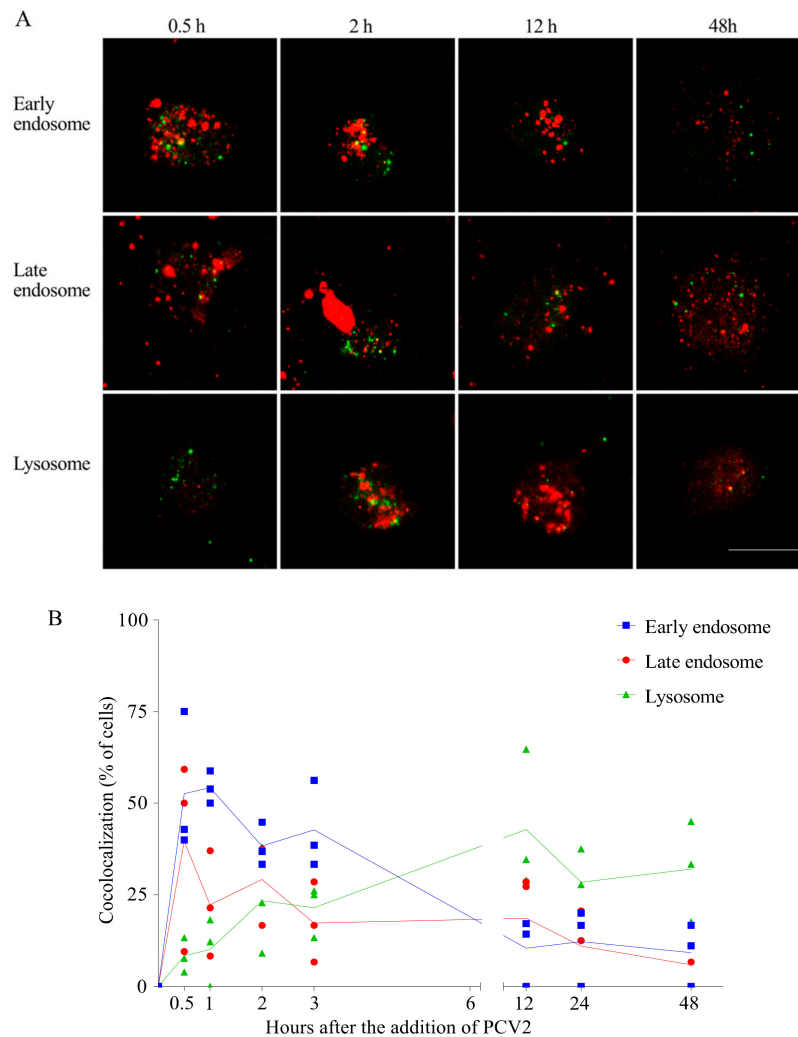 A
0.5 h 2 h 12 h 48h
Early
endosome
Late
endosome
Lysosome
B
100
75
50
25
0
Cocolocalization (% of cells)
Early endosome
Late endosome
Lysosome
0.5 1 2 3 6 12 24 48
Hours after the addition of PCV2